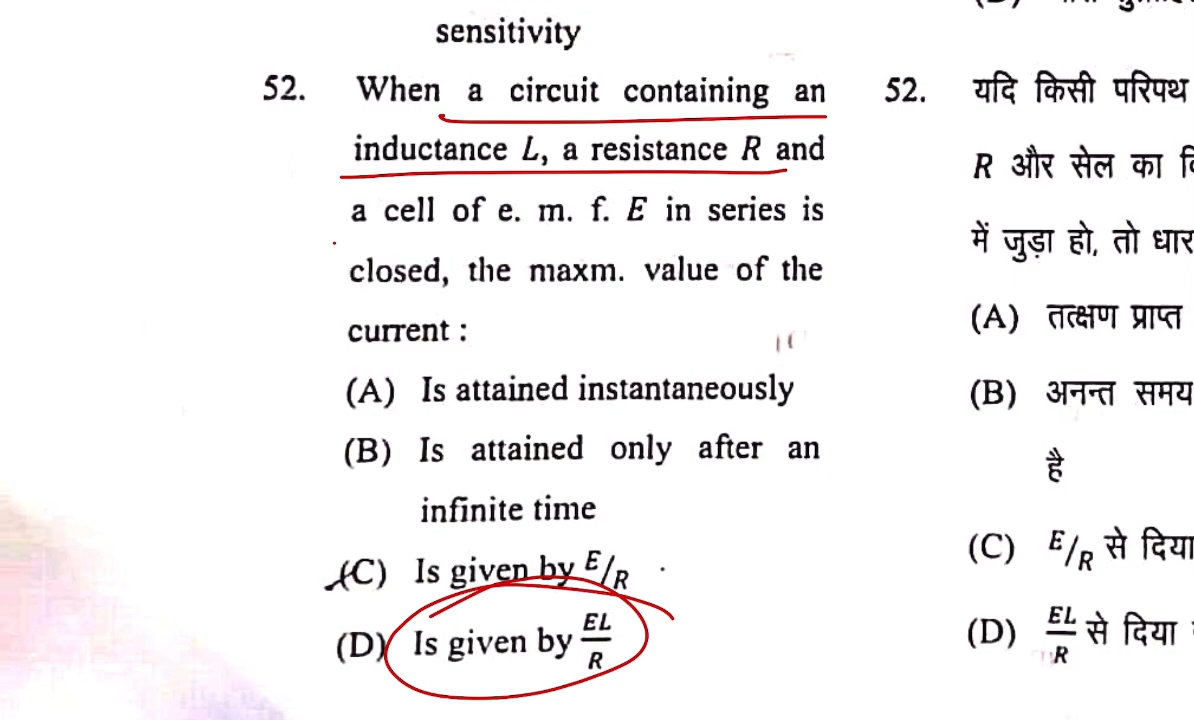 sensitivity
52. When a circuit containing an
inductance L, a resistance R and
a cell of e. m. f. E in series is
closed, the maxm. value of the
current :
(A) Is attained instantaneously
(B) Is attained only after an
infinite time
(C) Is given by E/R
(D) Is given by EL/R
52. यदि किसी परिपथ
R और सेल का
में जुड़ा हो, तो
(A) तत्क्षण प्राप्त
(B) अनन्त समय
है
(C) E/R से दिया
(D) EL/R से दिया